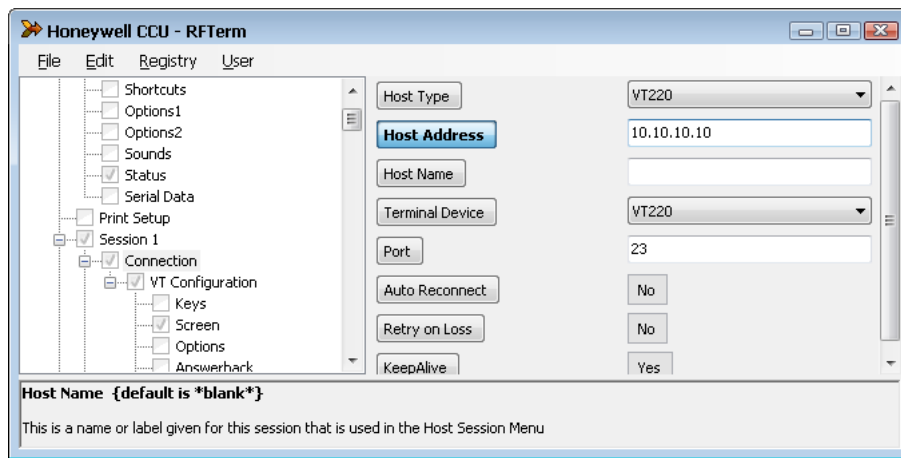 Honeywell CCU - RFTerm
File Edit Registry User
Shortcuts
Options1
Options2
Sounds
Status
Serial Data
Print Setup
Session 1
Connection
VT Configuration
Keys
Screen
Options
Answerback
Host Type VT220
Host Address 10.10.10.10
Host Name
Terminal Device VT220
Port 23
Auto Reconnect No
Retry on Loss No
KeepAlive Yes
Host Name {default is *blank*}
This is a name or label given for this session that is used in the Host Session Menu